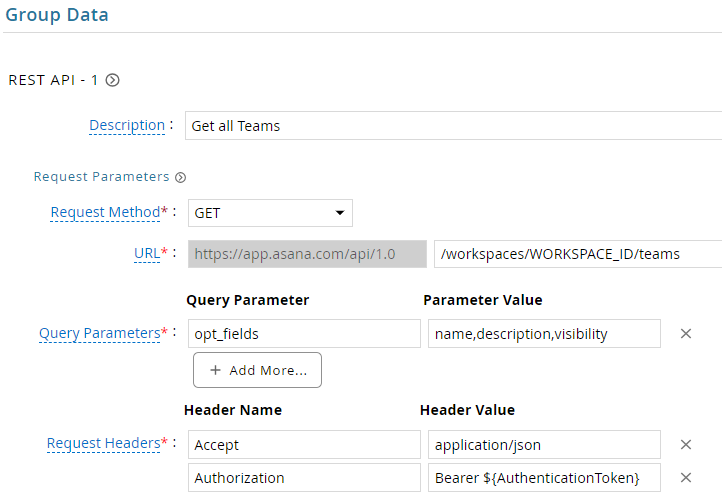 Group Data
REST API - 1
Description : Get all Teams
Request Parameters
Request Method* : GET
URL* : https://app.asana.com/api/1.0 /workspaces/WORKSPACE_ID/teams
Query Parameter Parameter Value
Query Parameters* : opt_fields name,description,visibility
+ Add More...
Header Name Header Value
Request Headers* : Accept application/json
Authorization Bearer ${AuthenticationToken}